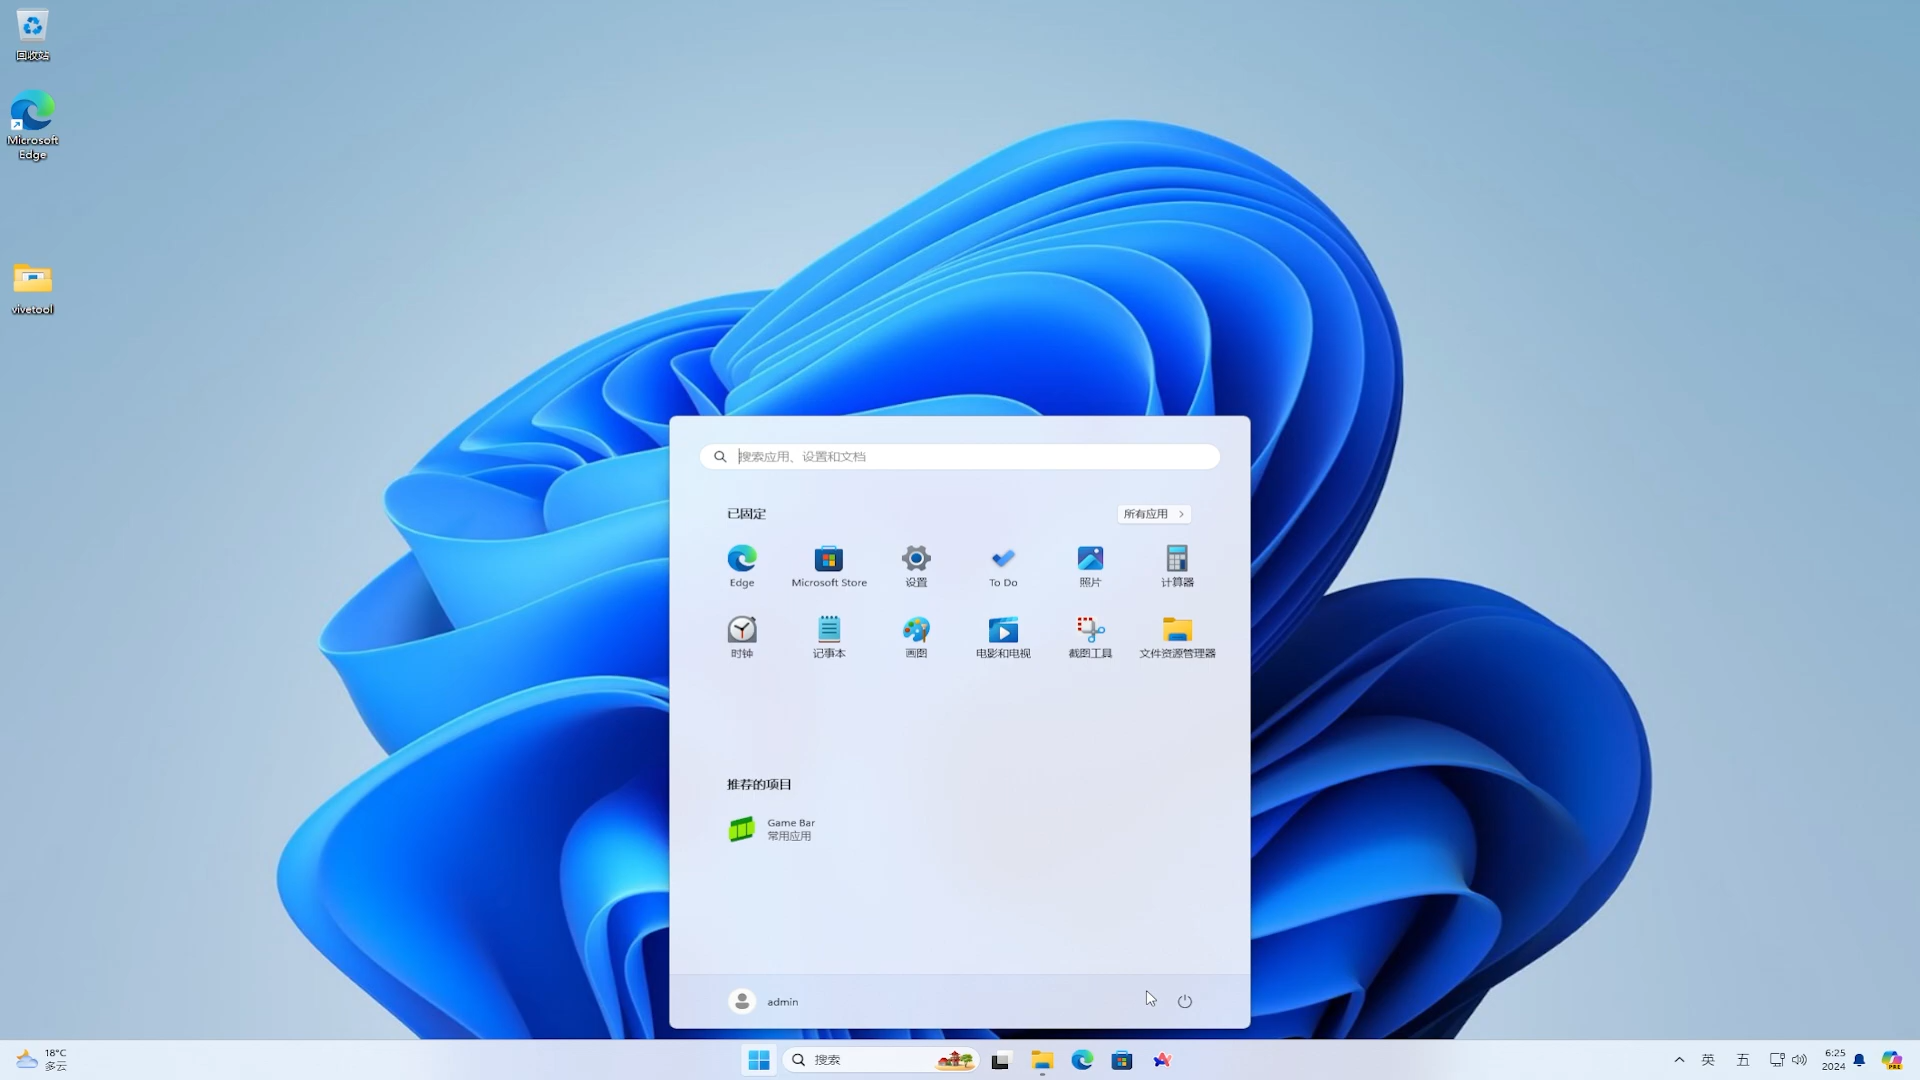 回收站
Microsoft
Edge
vivetool
搜索应用、设置和文档
已固定
所有应用
Edge
Microsoft Store
设置
To Do
照片
计算器
时钟
记事本
画图
电影和电视
截图工具
文件资源管理器
推荐的项目
Game Bar
常用应用
admin
18°C
多云
搜索
英
五
6:25
2024
PRE